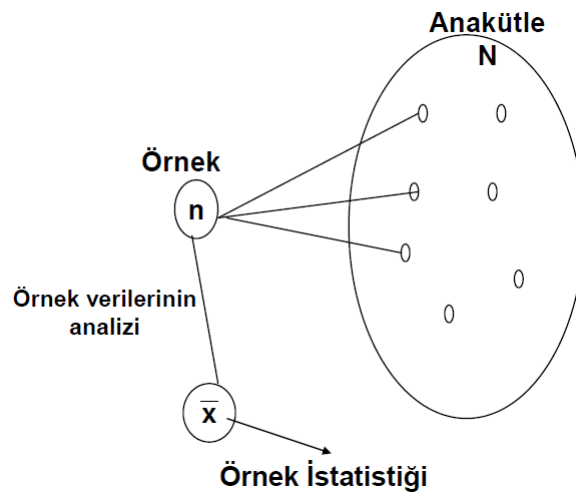 Anakütle
N
Örnek
n
Örnek verilerinin
analizi
x̅
Örnek İstatistiği